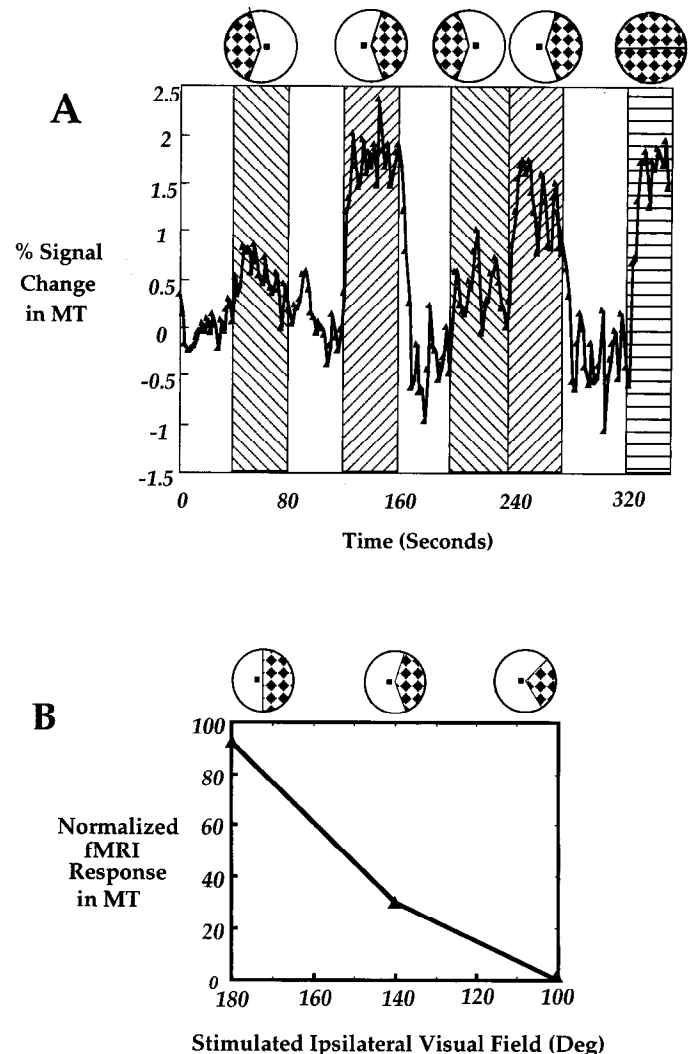 A
2.5
2
1.5
1
0.5
0
-0.5
-1
-1.5
% Signal
Change
in MT
0 80 160 240 320
Time (Seconds)
B
100
80
60
40
20
0
Normalized
fMRI
Response
in MT
180 160 140 120 100
Stimulated Ipsilateral Visual Field (Deg)